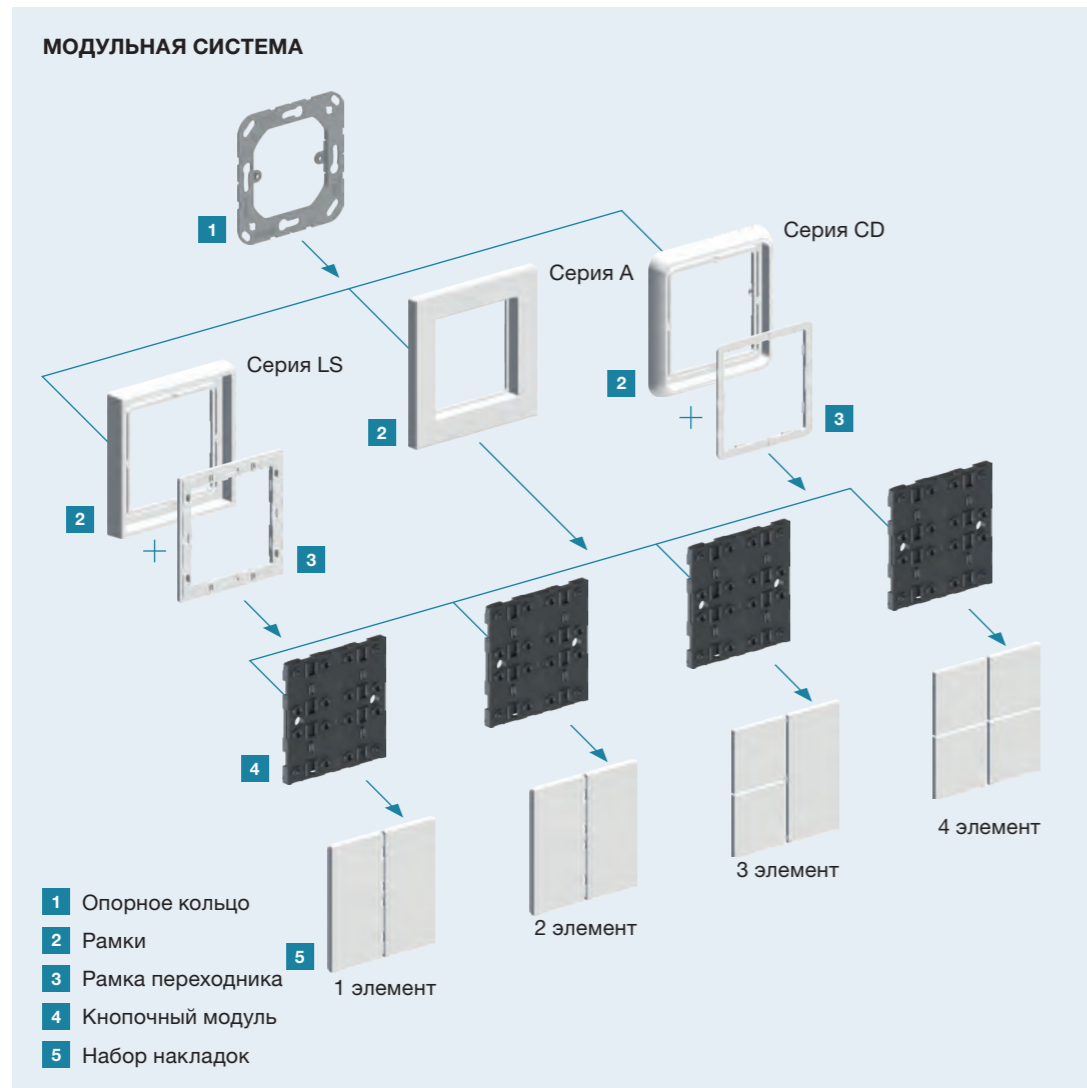 МОДУЛЬНАЯ СИСТЕМА
1
Серия CD
Серия А
Серия LS
2
2
3
2
3
4
4 элемент
3 элемент
2 элемент
5
1 элемент
1 Опорное кольцо
2 Рамки
3 Рамка переходника
4 Кнопочный модуль
5 Набор накладок